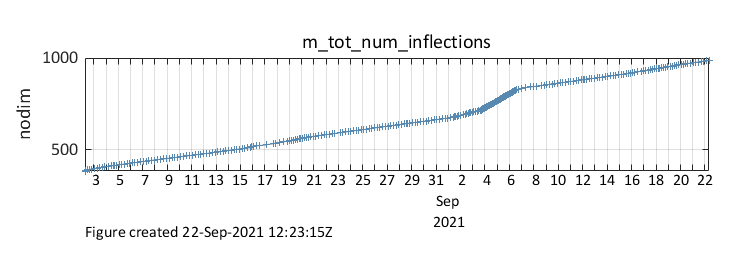 m_tot_num_inflections
1000
nodim
500
3 5 7 9 11 13 15 17 19 21 23 25 27 29 31 2 4 6 8 10 12 14 16 18 20 22
Sep
2021
Figure created 22-Sep-2021 12:23:15Z